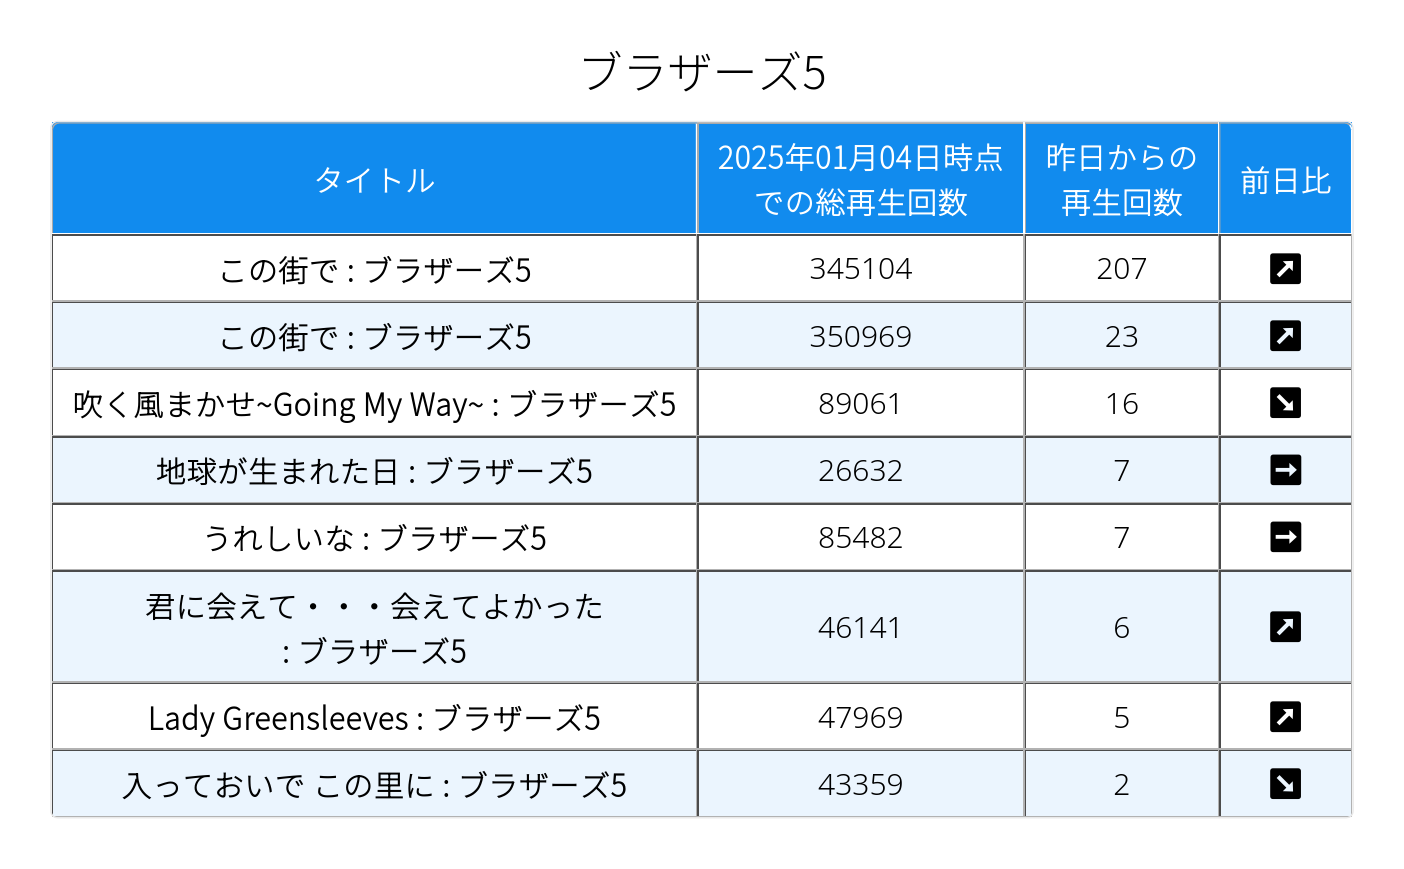 ブラザーズ5
タイトル
2025年01月04日時点
での総再生回数
昨日からの
再生回数
前日比
この街で : ブラザーズ5
345104
207
この街で : ブラザーズ5
350969
23
吹く風まかせ~Going My Way~ : ブラザーズ5
89061
16
地球が生まれた日 : ブラザーズ5
26632
7
うれしいな : ブラザーズ5
85482
7
君に会えて・・・会えてよかった
: ブラザーズ5
46141
6
Lady Greensleeves : ブラザーズ5
47969
5
入っておいで この里に : ブラザーズ5
43359
2